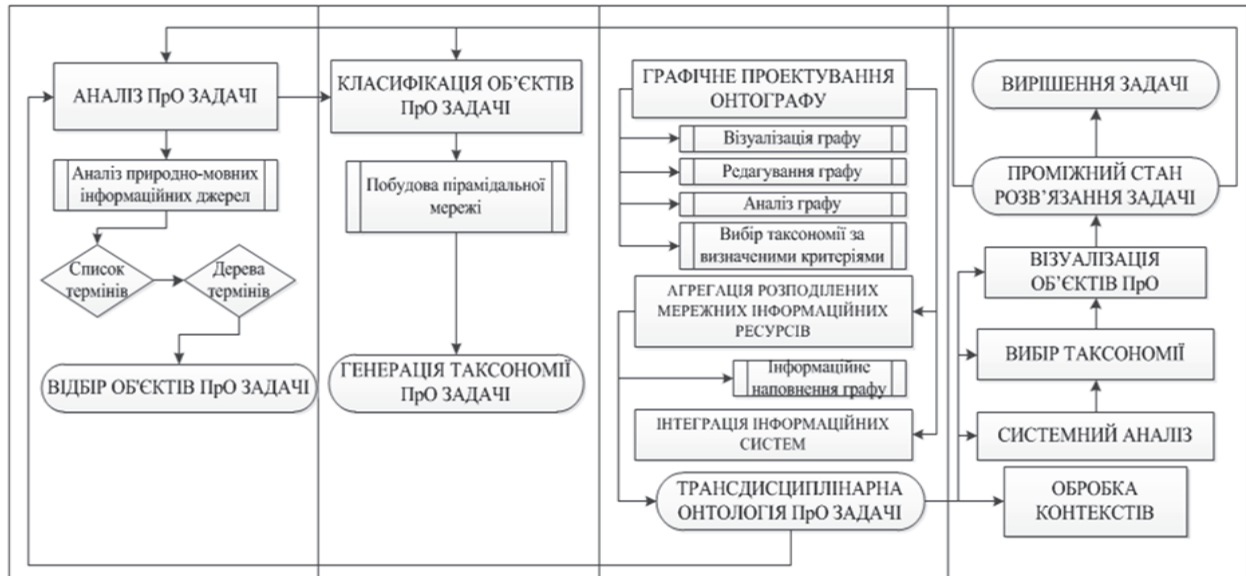 АНАЛІЗ ПрО ЗАДАЧІ
Аналіз природно-мовних
інформаційних джерел
Список
термінів
Дерева
термінів
ВІДБІР ОБ'ЄКТІВ ПрО ЗАДАЧІ
КЛАСИФІКАЦІЯ ОБ’ЄКТІВ
ПрО ЗАДАЧІ
Побудова пірамідальної
мережі
ГЕНЕРАЦІЯ ТАКСОНОМІЇ
ПрО ЗАДАЧІ
ГРАФІЧНЕ ПРОЕКТУВАННЯ
ОНТОГРАФУ
Візуалізація графу
Редагування графу
Аналіз графу
Вибір таксономії за
визначеними критеріями
АГРЕГАЦІЯ РОЗПОДІЛЕНИХ
МЕРЕЖНИХ ІНФОРМАЦІЙНИХ
РЕСУРСІВ
Інформаційне
наповнення графу
ІНТЕГРАЦІЯ ІНФОРМАЦІЙНИХ
СИСТЕМ
ТРАНСДИСЦИПЛІНАРНА
ОНТОЛОГІЯ ПрО ЗАДАЧІ
ВИРІШЕННЯ ЗАДАЧІ
ПРОМІЖНИЙ СТАН
РОЗВ’ЯЗАННЯ ЗАДАЧІ
ВІЗУАЛІЗАЦІЯ
ОБ’ЄКТІВ ПрО
ВИБІР ТАКСОНОМІЇ
СИСТЕМНИЙ АНАЛІЗ
ОБРОБКА
КОНТЕКСТІВ